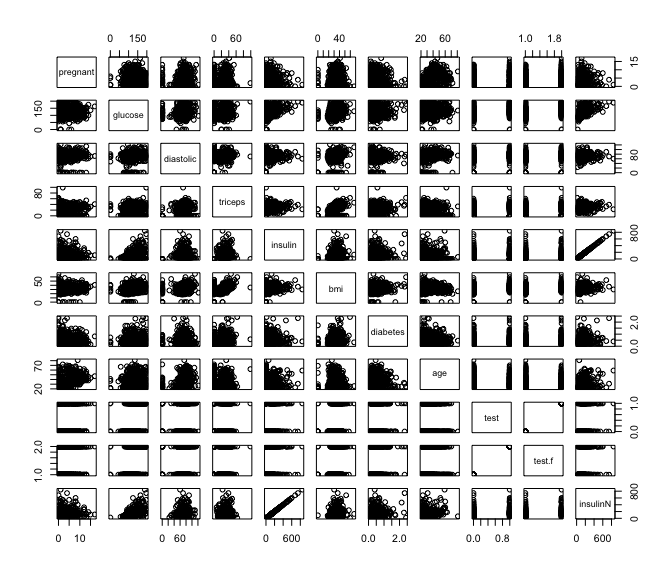 0 150 0 60 0 40 20 60 1.0 1.8
pregnant 0 15
0 150 glucose
diastolic 0 80
0 80 triceps
insulin 0 800
0 50 bmi
diabetes 0.0 2.0
20 70 age
test 0.0 1.0
1.0 2.0 test.f
insulinN 0 800
0 10 0 60 0 600 0.0 2.0 0.0 0.8 0 600